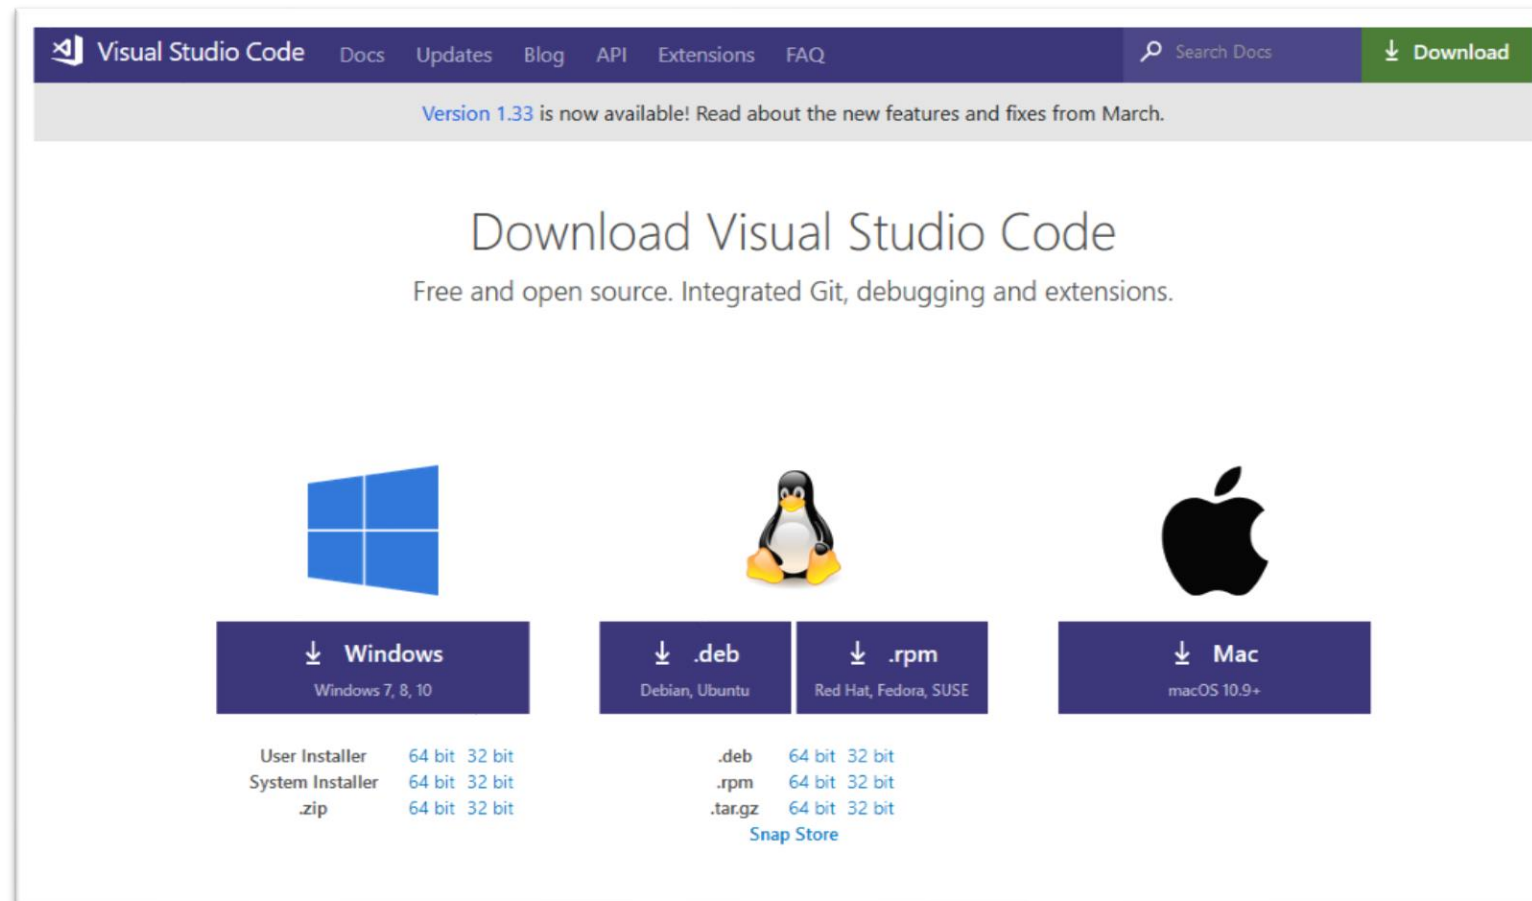 Visual Studio Code Docs Updates Blog API Extensions FAQ Search Docs Download
Version 1.33 is now available! Read about the new features and fixes from March.
Download Visual Studio Code
Free and open source. Integrated Git, debugging and extensions.
Windows
Windows 7, 8, 10
.deb
Debian, Ubuntu
.rpm
Red Hat, Fedora, SUSE
Mac
macOS 10.9+
User Installer 64 bit 32 bit
System Installer 64 bit 32 bit
.zip 64 bit 32 bit
.deb 64 bit 32 bit
.rpm 64 bit 32 bit
.tar.gz 64 bit 32 bit
Snap Store